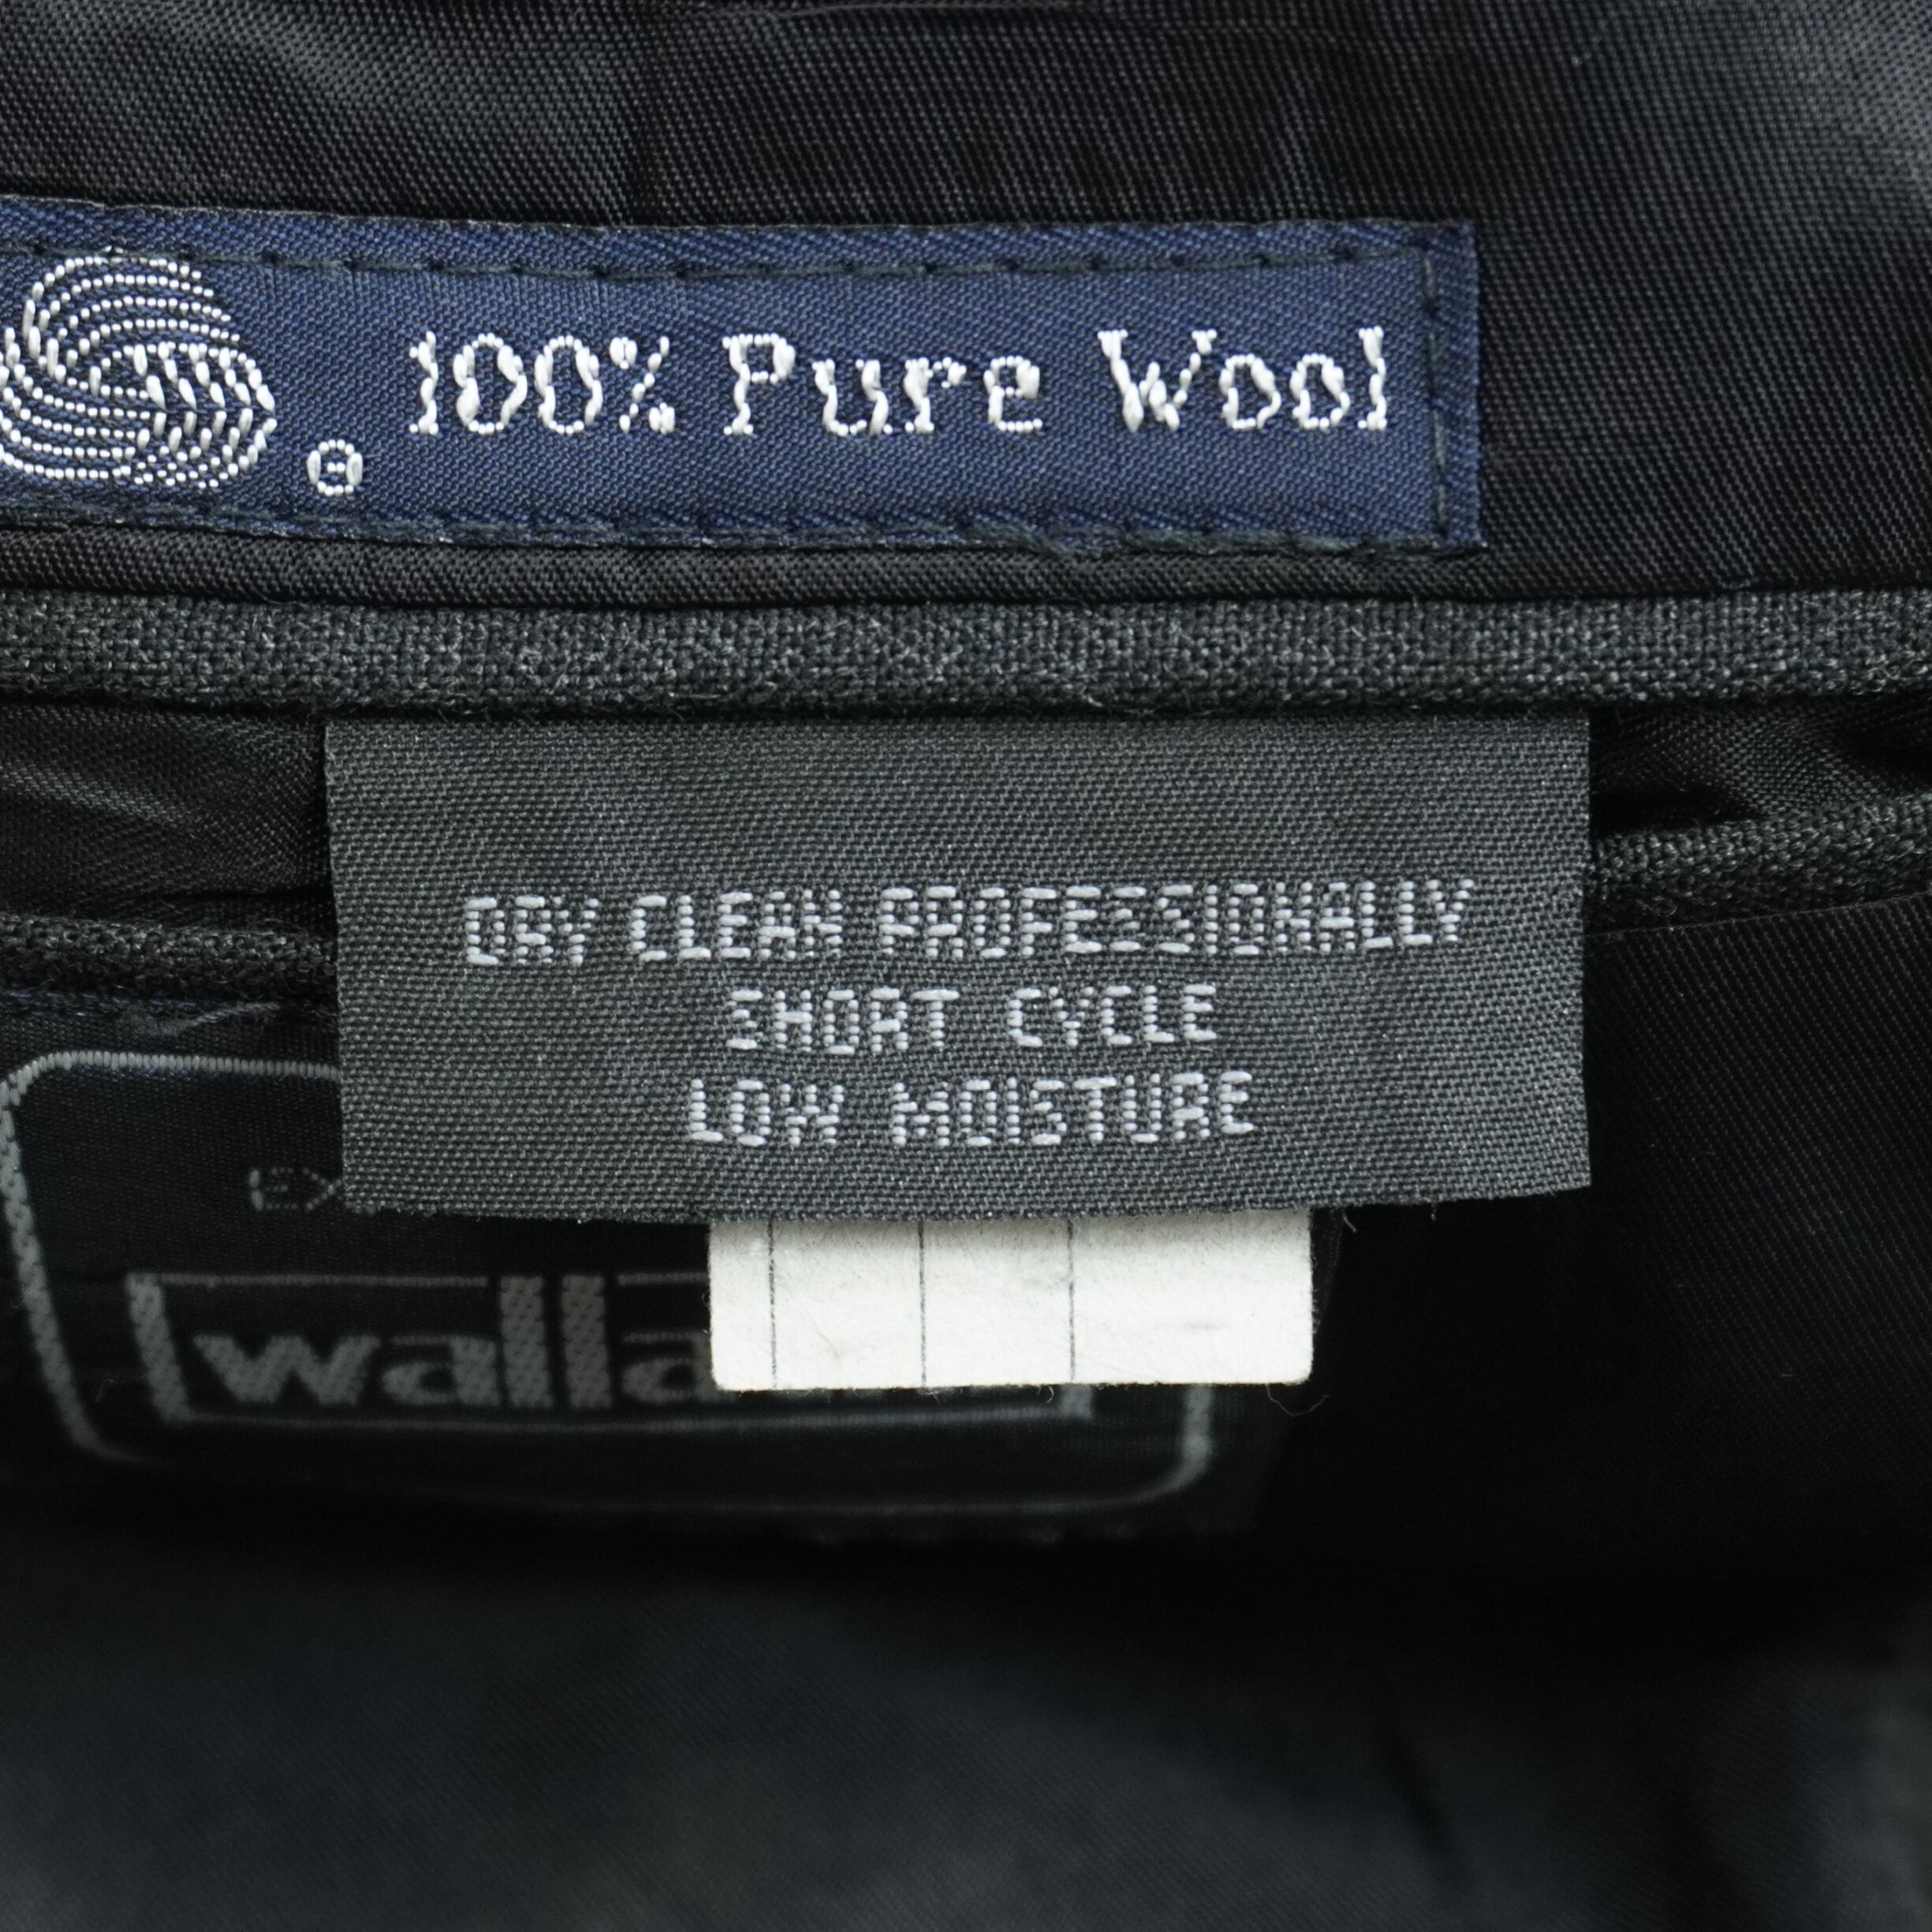 100% Pure Wool
DRY CLEAN PROFESSIONALLY
SHORT CYCLE
LOW MOISTURE